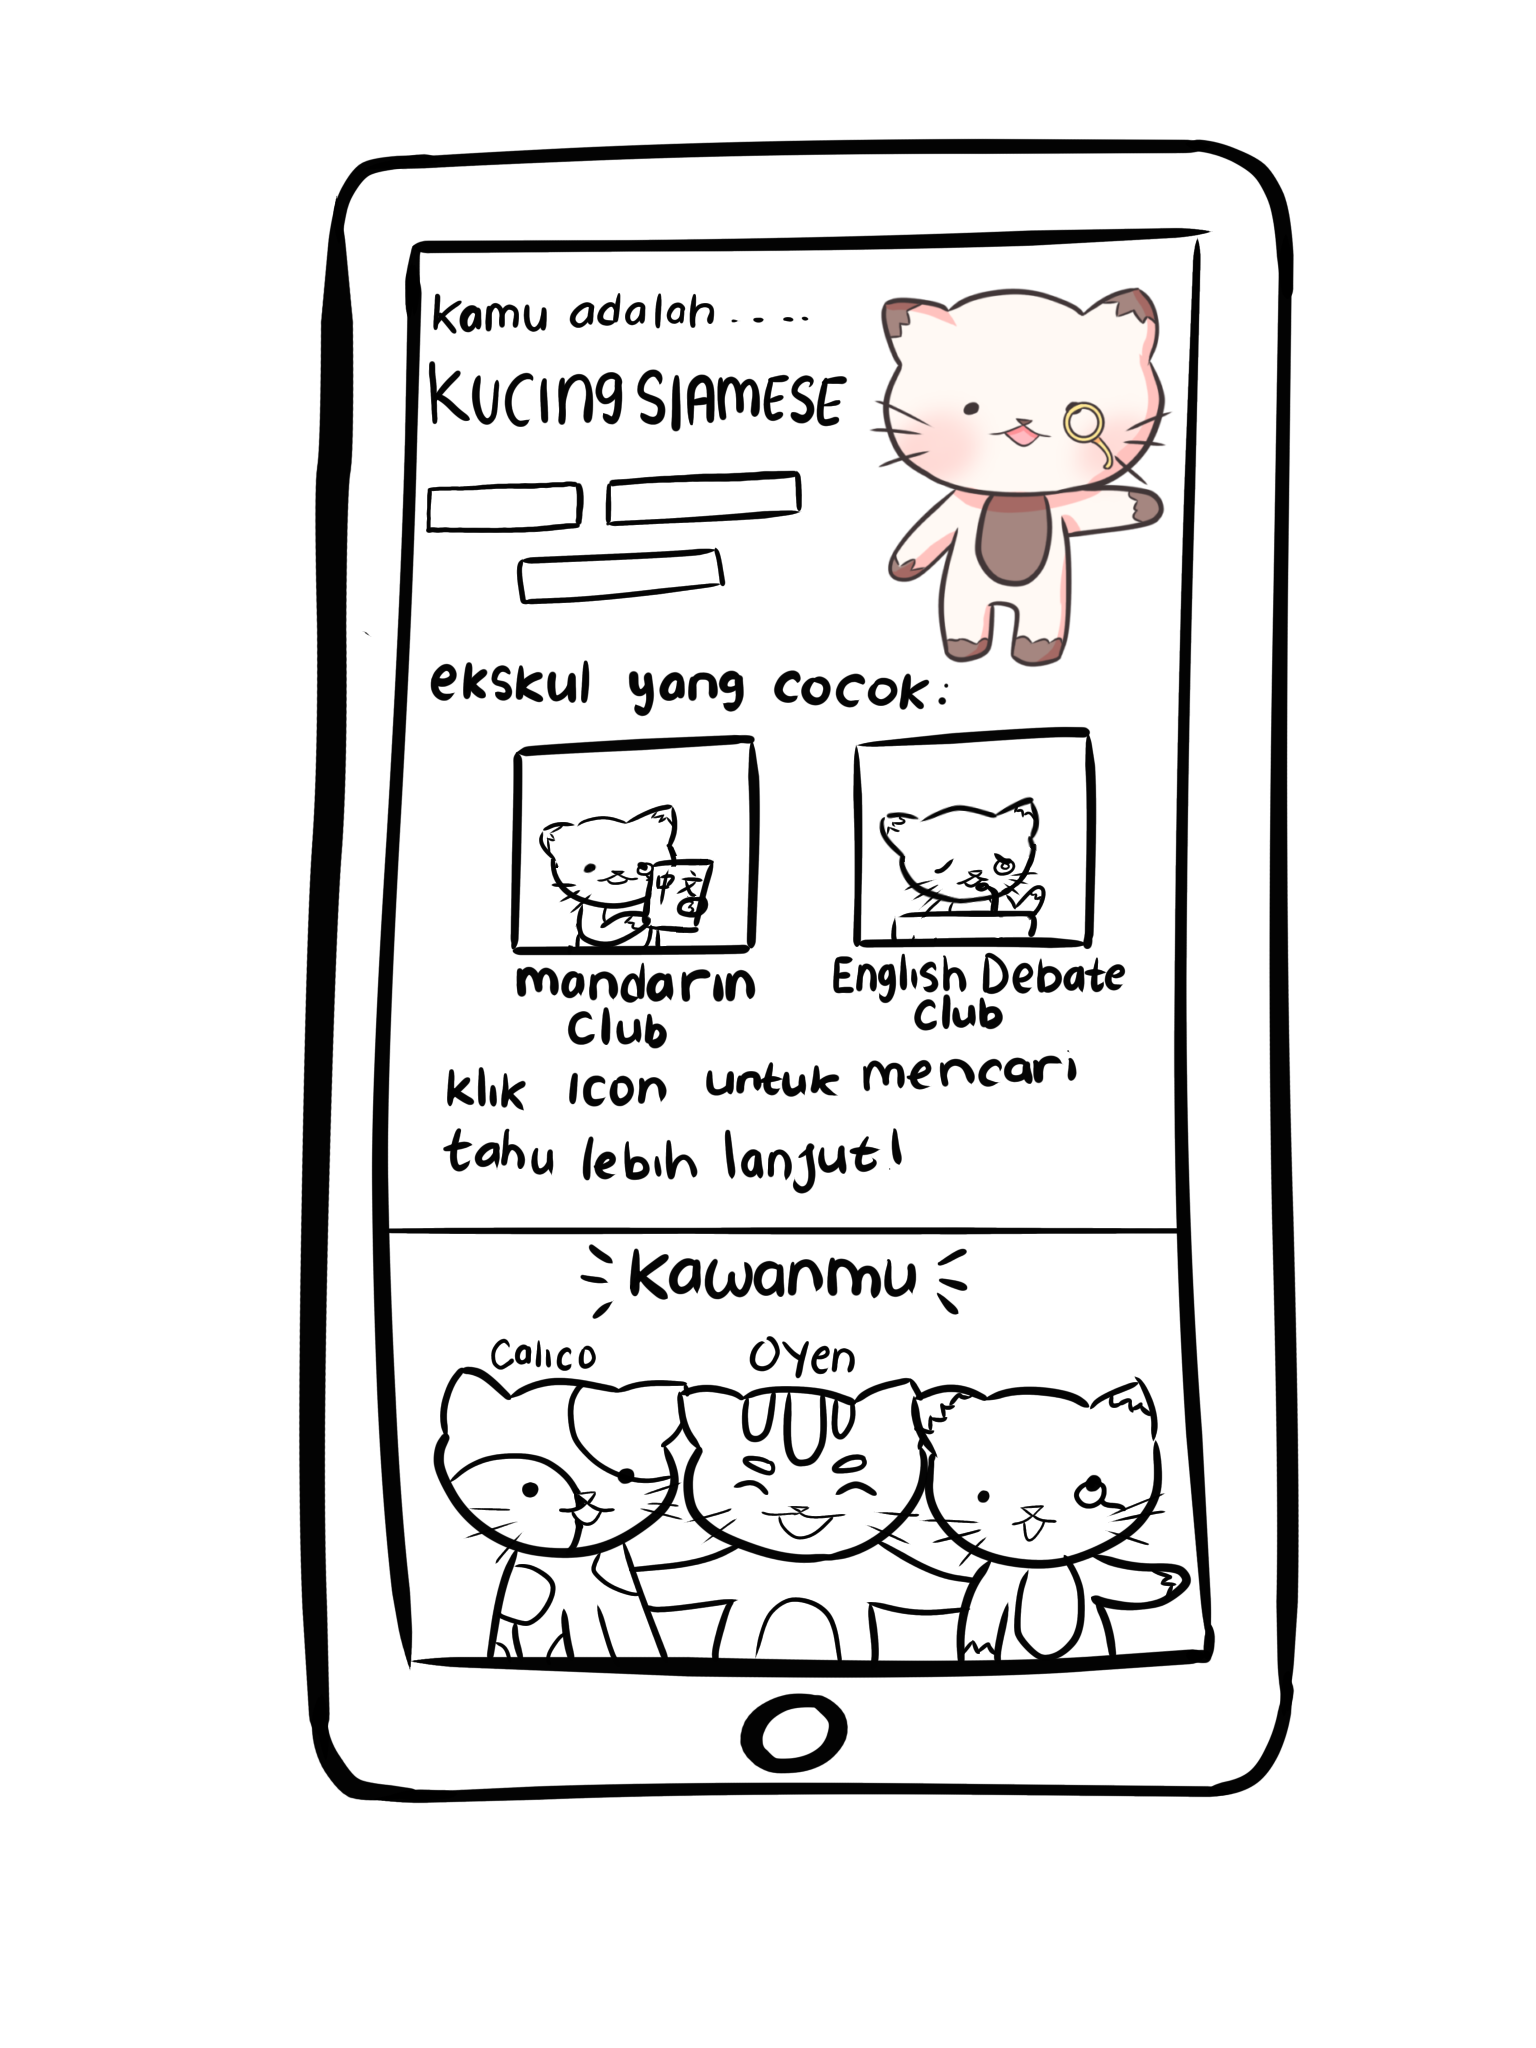 kamu adalah....
KUCING SIAMESE
ekskul yang cocok:
中文
mandarin
Club
English Debate
Club
klik icon untuk mencari
tahu lebih lanjut!
Kawanmu
Calico
Oyen